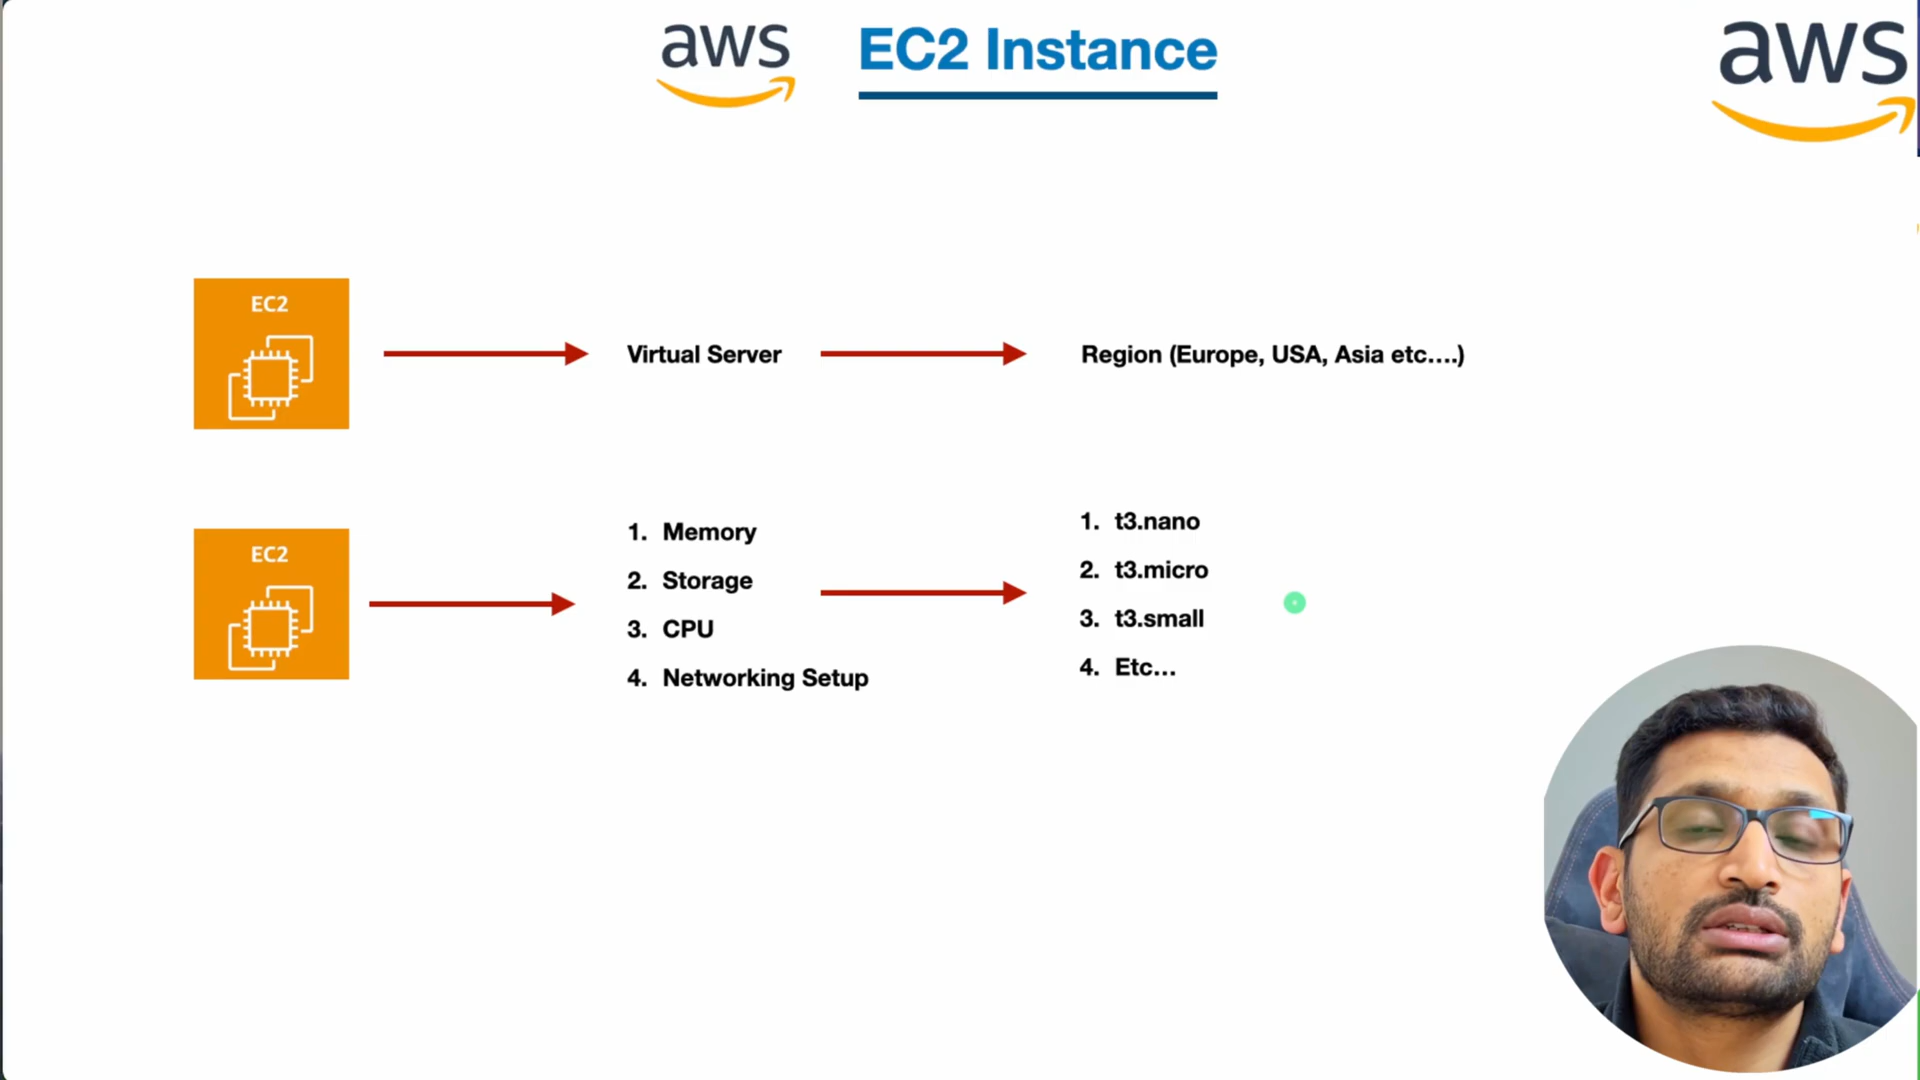 aws
EC2 Instance
aws
EC2
Virtual Server
Region (Europe, USA, Asia etc....)
EC2
1. Memory
2. Storage
3. CPU
4. Networking Setup
1. t3.nano
2. t3.micro
3. t3.small
4. Etc...